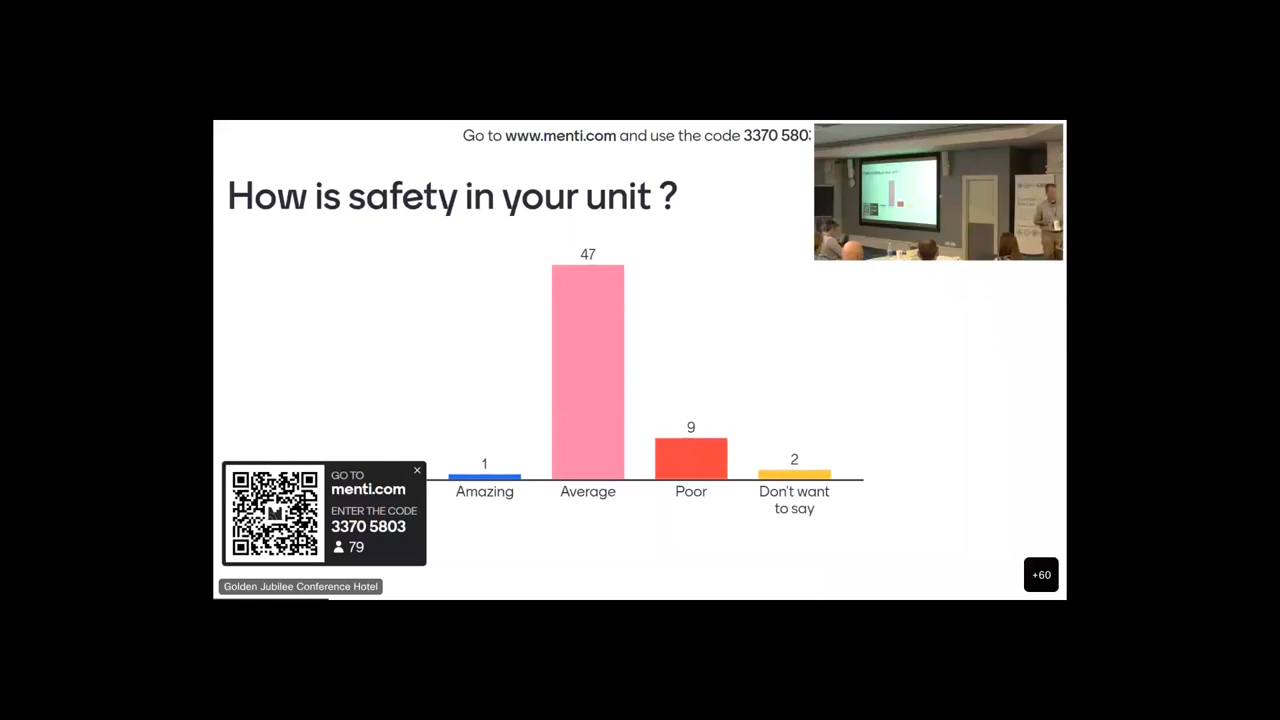 Go to www.menti.com and use the code 3370 580
How is safety in your unit ?
47
9
2
1
Amazing
Average
Poor
Don't want
to say
GO TO
menti.com
ENTER THE CODE
3370 5803
79
Golden Jubilee Conference Hotel
+60